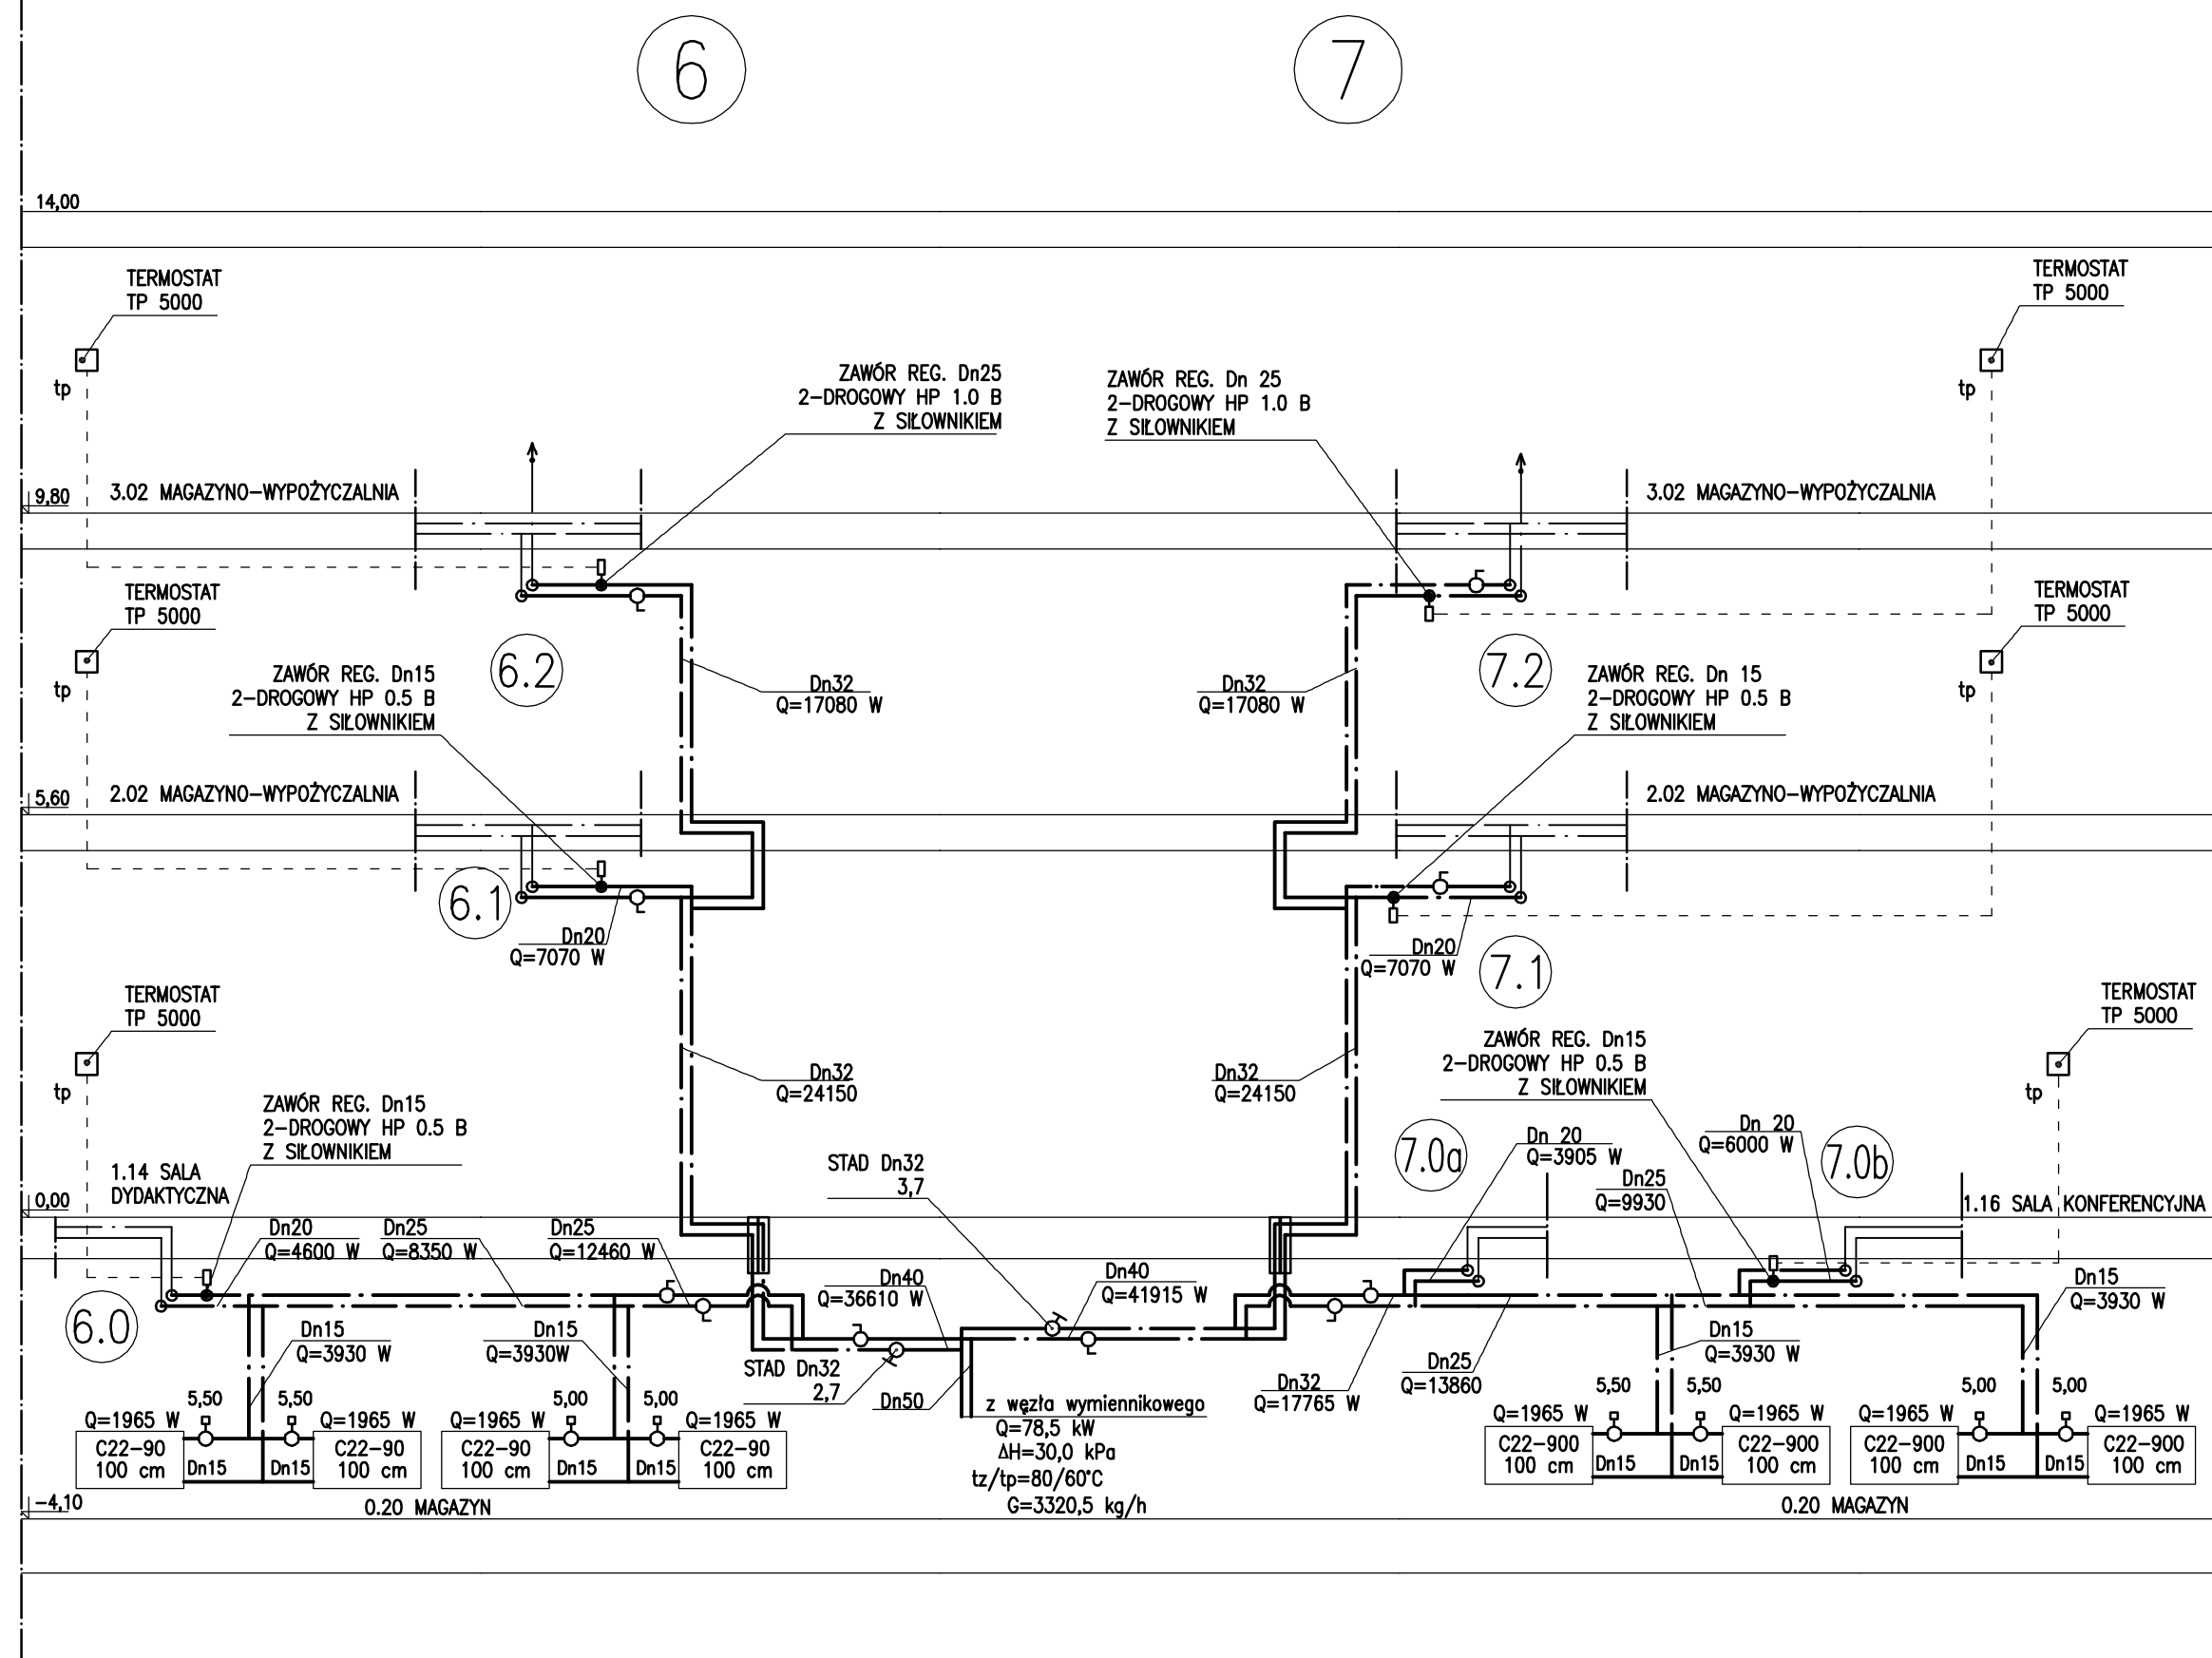 6
7
14,00
TERMOSTAT
TP 5000
tp
TERMOSTAT
TP 5000
tp
ZAWÓR REG. Dn25
2-DROGOWY HP 1.0 B
Z SIŁOWNIKIEM
ZAWÓR REG. Dn 25
2-DROGOWY HP 1.0 B
Z SIŁOWNIKIEM
9,80
3.02 MAGAZYNO-WYPOŻYCZALNIA
3.02 MAGAZYNO-WYPOŻYCZALNIA
TERMOSTAT
TP 5000
tp
TERMOSTAT
TP 5000
tp
6.2
7.2
ZAWÓR REG. Dn15
2-DROGOWY HP 0.5 B
Z SIŁOWNIKIEM
Dn32
Q=17080 W
Dn32
Q=17080 W
ZAWÓR REG. Dn 15
2-DROGOWY HP 0.5 B
Z SIŁOWNIKIEM
5,60
2.02 MAGAZYNO-WYPOŻYCZALNIA
2.02 MAGAZYNO-WYPOŻYCZALNIA
6.1
Dn20
Q=7070 W
Dn20
Q=7070 W
7.1
TERMOSTAT
TP 5000
tp
TERMOSTAT
TP 5000
tp
Dn32
Q=24150
Dn32
Q=24150
ZAWÓR REG. Dn15
2-DROGOWY HP 0.5 B
Z SIŁOWNIKIEM
ZAWÓR REG. Dn15
2-DROGOWY HP 0.5 B
Z SIŁOWNIKIEM
7.0a
Dn 20
Q=3905 W
Dn 20
Q=6000 W
7.0b
1.14 SALA
DYDAKTYCZNA
STAD Dn32
3,7
Dn25
Q=9930
0,00
1.16 SALA KONFERENCYJNA
Dn20
Q=4600 W
Dn25
Q=8350 W
Dn25
Q=12460 W
Dn40
Q=36610 W
Dn40
Q=41915 W
Dn15
Q=3930 W
6.0
Dn15
Q=3930 W
Dn15
Q=3930W
STAD Dn32
2,7
Dn50
Dn32
Q=17765 W
Dn25
Q=13860
Dn15
Q=3930 W
z węzła wymiennikowego
Q=78,5 kW
ΔH=30,0 kPa
tz/tp=80/60°C
G=3320,5 kg/h
5,50
5,50
5,00
5,00
5,50
5,50
5,00
5,00
Q=1965 W
Q=1965 W
Q=1965 W
Q=1965 W
Q=1965 W
Q=1965 W
Q=1965 W
Q=1965 W
C22-90
100 cm
Dn15
Dn15
C22-90
100 cm
C22-90
100 cm
Dn15
Dn15
C22-90
100 cm
C22-900
100 cm
Dn15
Dn15
C22-900
100 cm
C22-900
100 cm
Dn15
Dn15
C22-900
100 cm
-4,10
0.20 MAGAZYN
0.20 MAGAZYN